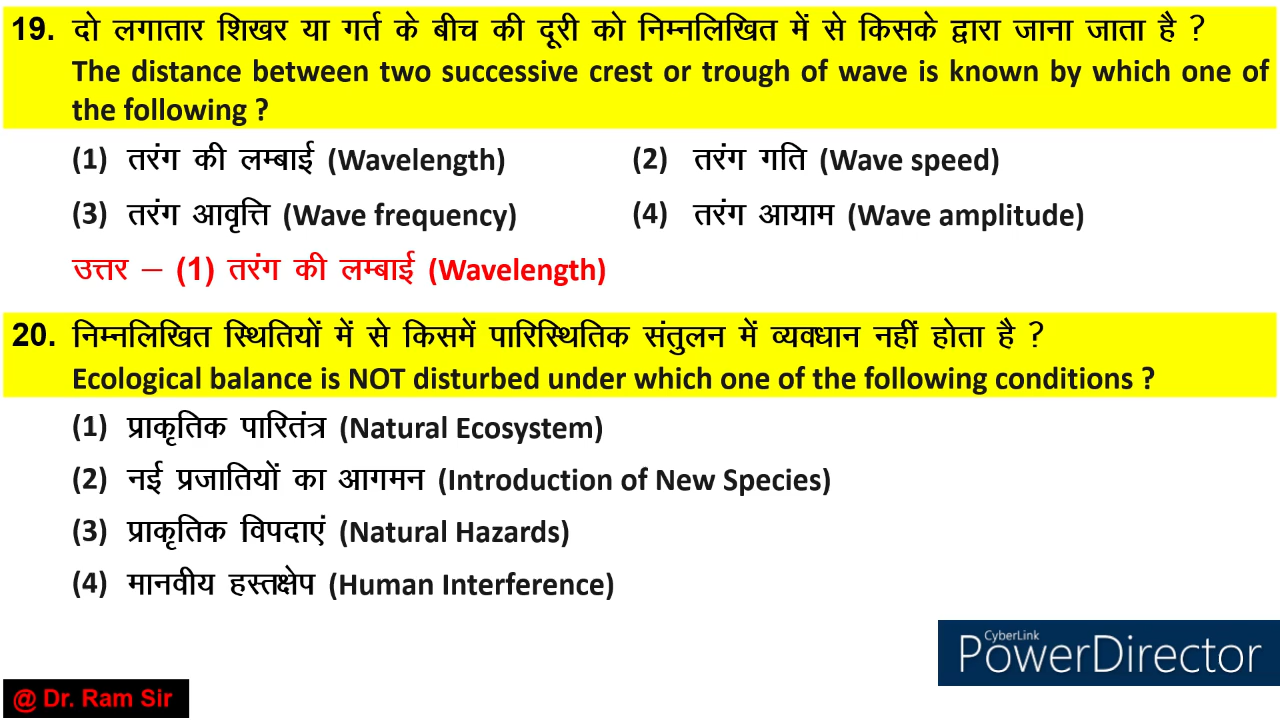 19. दो लगातार शिखर या गर्त के बीच की दूरी को निम्नलिखित में से किसके द्वारा जाना जाता है ?
The distance between two successive crest or trough of wave is known by which one of
the following ?
(1) तरंग की लम्बाई (Wavelength) (2) तरंग गति (Wave speed)
(3) तरंग आवृत्ति (Wave frequency) (4) तरंग आयाम (Wave amplitude)
उत्तर – (1) तरंग की लम्बाई (Wavelength)
20. निम्नलिखित स्थितियों में से किसमें पारिस्थितिक संतुलन में व्यवधान नहीं होता है ?
Ecological balance is NOT disturbed under which one of the following conditions ?
(1) प्राकृतिक पारितंत्र (Natural Ecosystem)
(2) नई प्रजातियों का आगमन (Introduction of New Species)
(3) प्राकृतिक विपदाएं (Natural Hazards)
(4) मानवीय हस्तक्षेप (Human Interference)
CyberLink
PowerDirector
@ Dr. Ram Sir